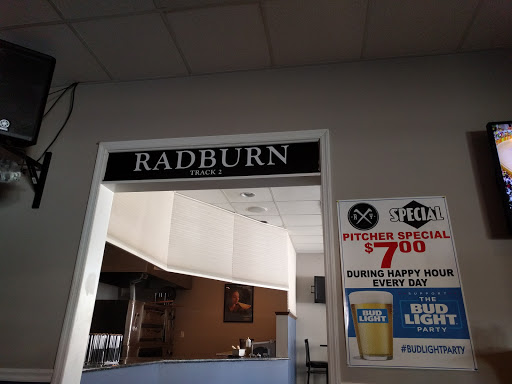 RADBURN
TRACK 2
R V
SPECIAL
PITCHER SPECIAL
$7.00
DURING HAPPY HOUR
EVERY DAY
BUD
LIGHT
SUPPORT
THE
BUD
LIGHT
PARTY
#BUDLIGHTPARTY